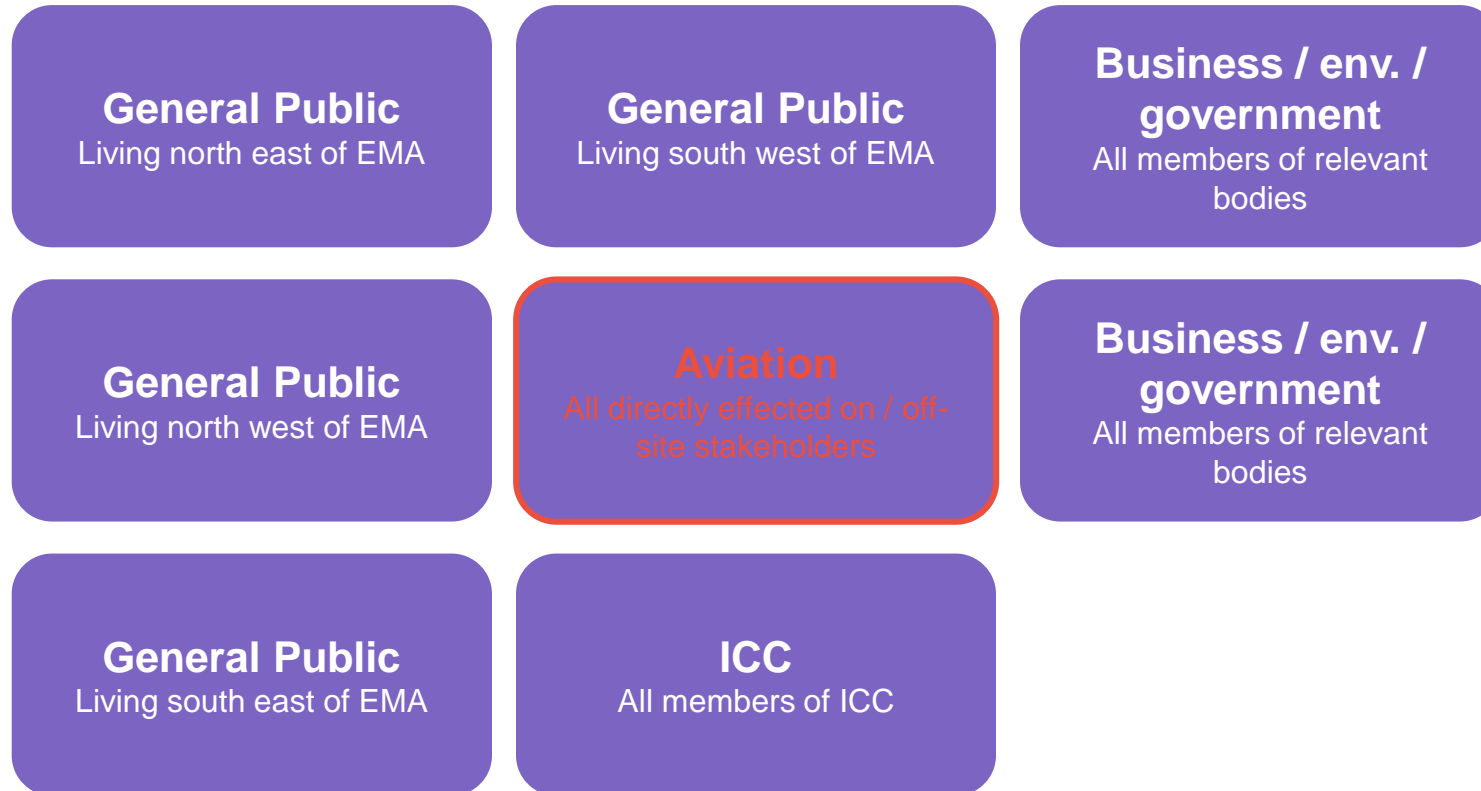 General Public
Living north east of EMA
General Public
Living south west of EMA
Business / env. /
government
All members of relevant
bodies
General Public
Living north west of EMA
Aviation
All directly effected on / off-
site stakeholders
Business / env. /
government
All members of relevant
bodies
General Public
Living south east of EMA
ICC
All members of ICC